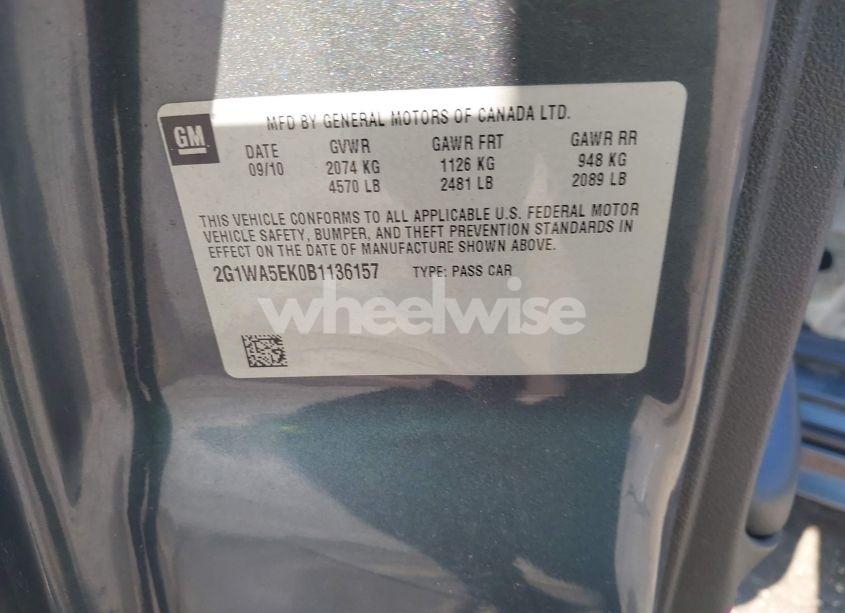 GM
MFD BY GENERAL MOTORS OF CANADA LTD.
DATE GVWR GAWR FRT GAWR RR
09/10 2074 KG 1126 KG 948 KG
4570 LB 2481 LB 2089 LB
THIS VEHICLE CONFORMS TO ALL APPLICABLE U.S. FEDERAL MOTOR
VEHICLE SAFETY, BUMPER, AND THEFT PREVENTION STANDARDS IN
EFFECT ON THE DATE OF MANUFACTURE SHOWN ABOVE.
2G1WA5EK0B1136157 TYPE: PASS CAR
wheelwise